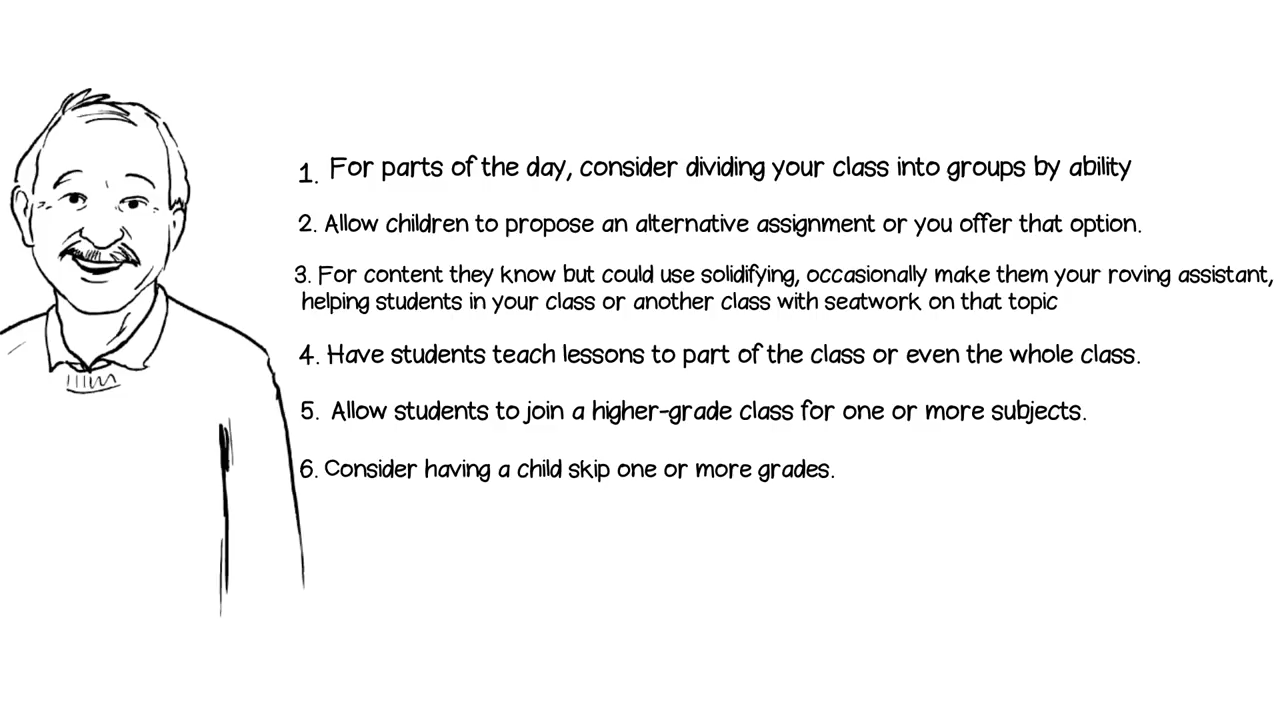 1. For parts of the day, consider dividing your class into groups by ability
2. Allow children to propose an alternative assignment or you offer that option.
3. For content they know but could use solidifying, occasionally make them your roving assistant,
helping students in your class or another class with seatwork on that topic
4. Have students teach lessons to part of the class or even the whole class.
5. Allow students to join a higher-grade class for one or more subjects.
6. Consider having a child skip one or more grades.